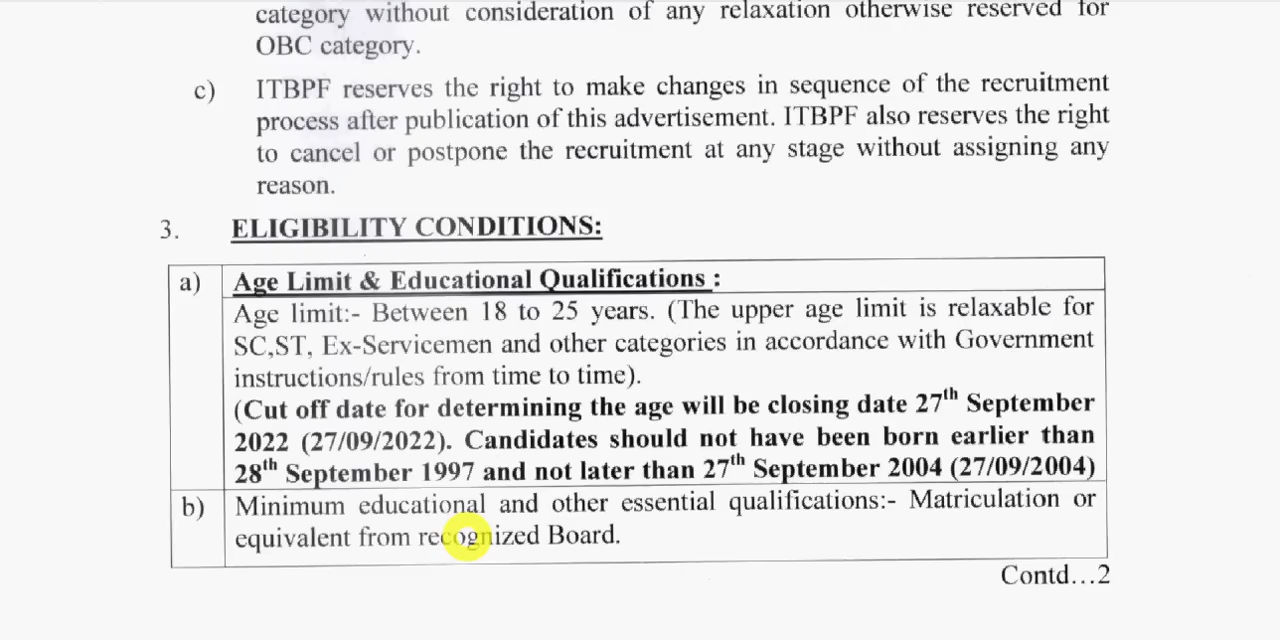 category without consideration of any relaxation otherwise reserved for
OBC category.
c) ITBPF reserves the right to make changes in sequence of the recruitment
process after publication of this advertisement. ITBPF also reserves the right
to cancel or postpone the recruitment at any stage without assigning any
reason.
3. ELIGIBILITY CONDITIONS:
a) Age Limit & Educational Qualifications :
Age limit:- Between 18 to 25 years. (The upper age limit is relaxable for
SC,ST, Ex-Servicemen and other categories in accordance with Government
instructions/rules from time to time).
(Cut off date for determining the age will be closing date 27th September
2022 (27/09/2022). Candidates should not have been born earlier than
28th September 1997 and not later than 27th September 2004 (27/09/2004)
b) Minimum educational and other essential qualifications:- Matriculation or
equivalent from recognized Board.
Contd...2